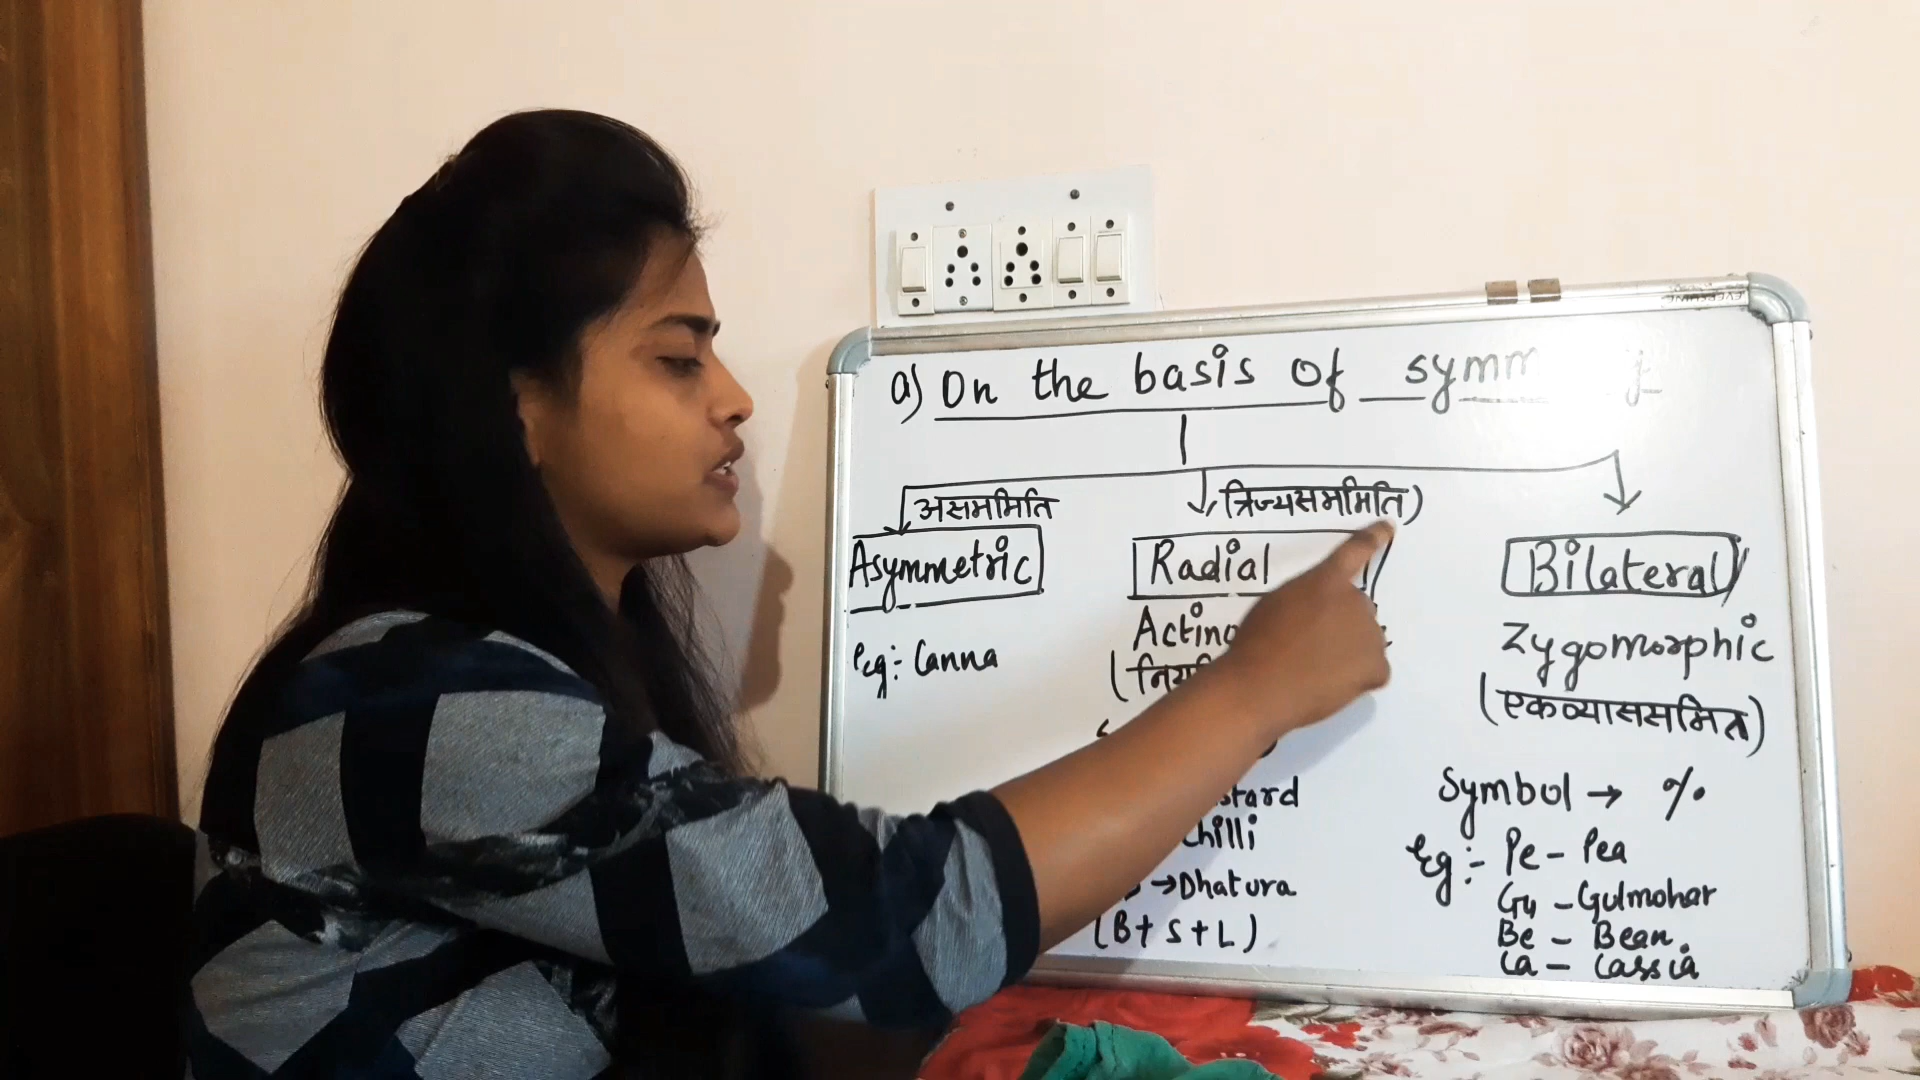 EVERSHINE
a) On the basis of
असममिति
त्रिज्यसममिति)
Asymmetric
Radial
Bilateral
Zygomorphic
eg:- Canna
(एकव्याससमित)
Symbol → %
Chilli
Eg:- Pe - Pea
→ Dhatura
Gu - Gulmohar
(B + S + L)
Be - Bean
Ca - Cassia